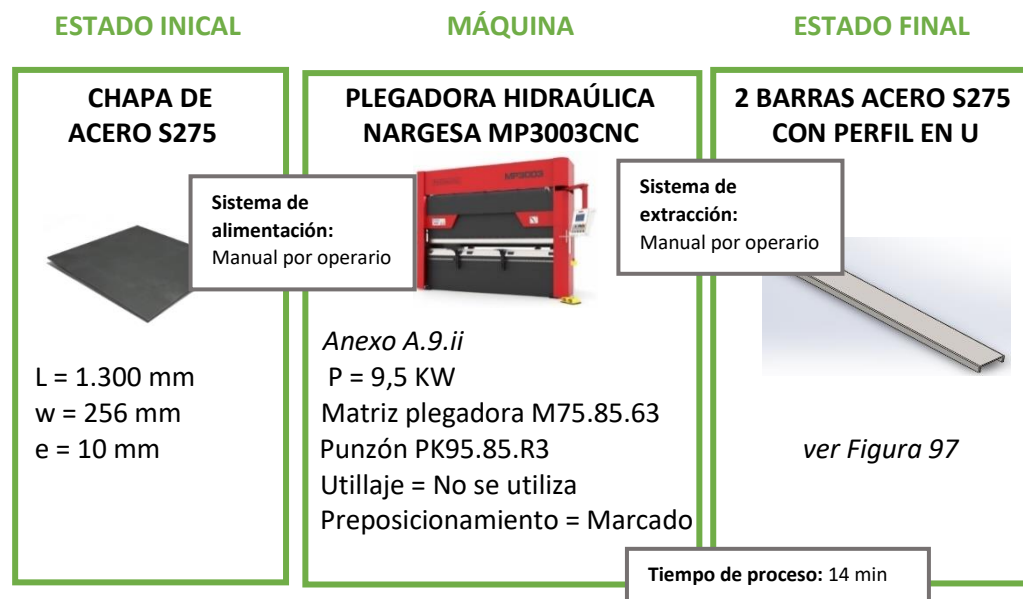 ESTADO INICAL
MÁQUINA
ESTADO FINAL
CHAPA DE
ACERO S275
L = 1.300 mm
w = 256 mm
e = 10 mm
Sistema de
alimentación:
Manual por operario
PLEGADORA HIDRAÚLICA
NARGESA MP3003CNC
MP3003
Anexo A.9.ii
P = 9,5 KW
Matriz plegadora M75.85.63
Punzón PK95.85.R3
Utillaje = No se utiliza
Preposicionamiento = Marcado
Sistema de
extracción:
Manual por operario
2 BARRAS ACERO S275
CON PERFIL EN U
ver Figura 97
Tiempo de proceso: 14 min